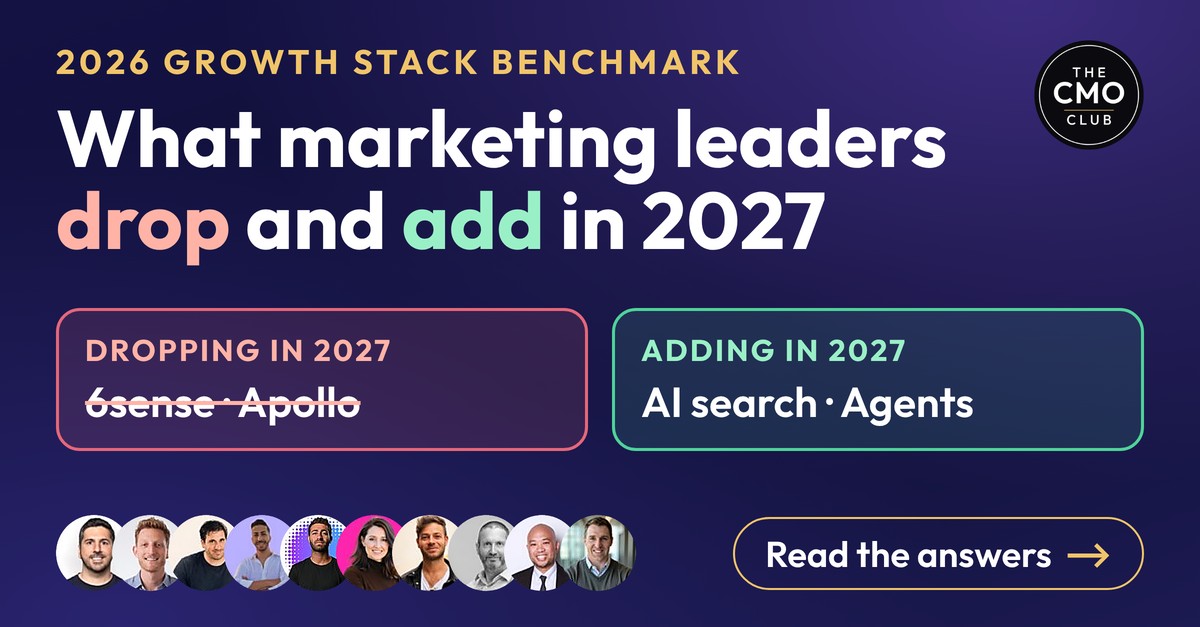 2026 GROWTH STACK BENCHMARK
THE
CMO
CLUB
What marketing leaders
drop and add in 2027
DROPPING IN 2027
6sense · Apollo
ADDING IN 2027
AI search · Agents
Read the answers →